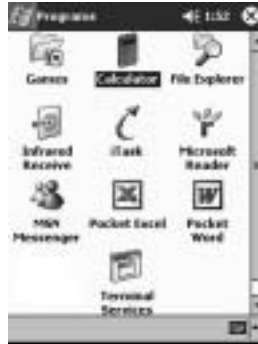 Programs 1:52
Games Calculator File Explorer
Infrared Receive iTask Microsoft Reader
MSN Messenger Pocket Excel Pocket Word
Terminal Services